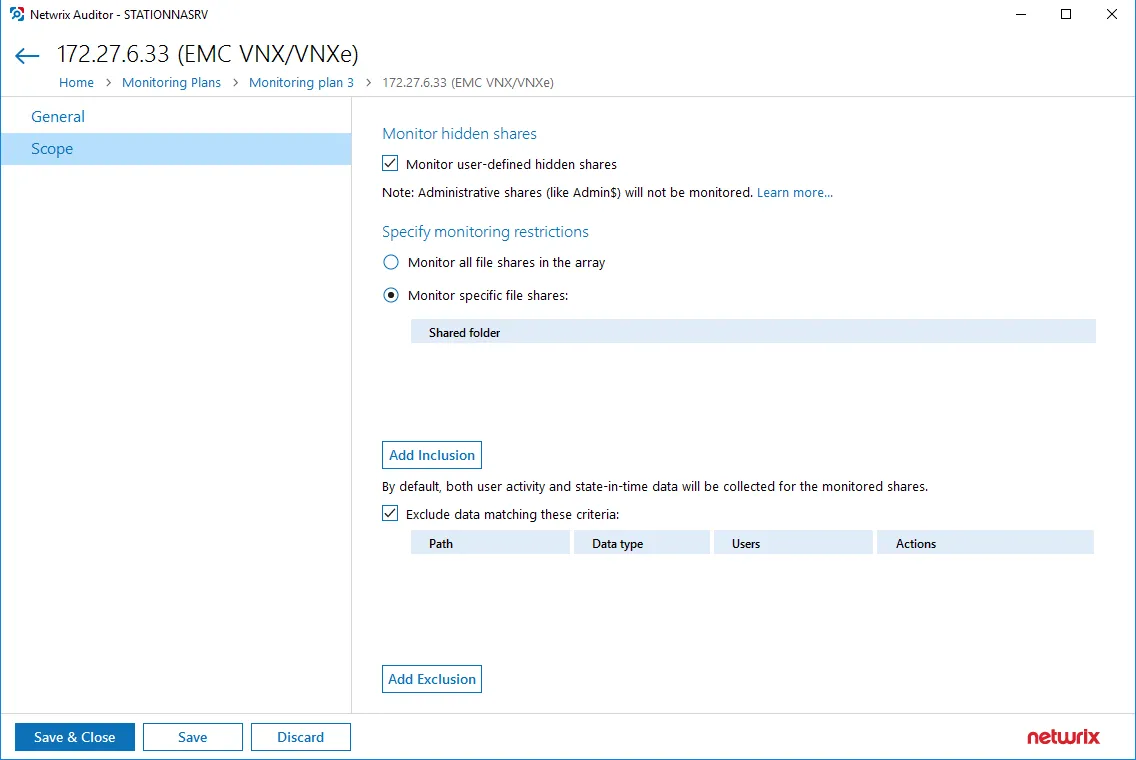 Netwrix Auditor - STATIONNASRV
172.27.6.33 (EMC VNX/VNXe)
Home > Monitoring Plans > Monitoring plan 3 > 172.27.6.33 (EMC VNX/VNXe)
General
Scope
Monitor hidden shares
Monitor user-defined hidden shares
Note: Administrative shares (like Admin$) will not be monitored. Learn more...
Specify monitoring restrictions
Monitor all file shares in the array
Monitor specific file shares:
Shared folder
Add Inclusion
By default, both user activity and state-in-time data will be collected for the monitored shares.
Exclude data matching these criteria:
Path Data type Users Actions
Add Exclusion
Save & Close Save Discard netwrix